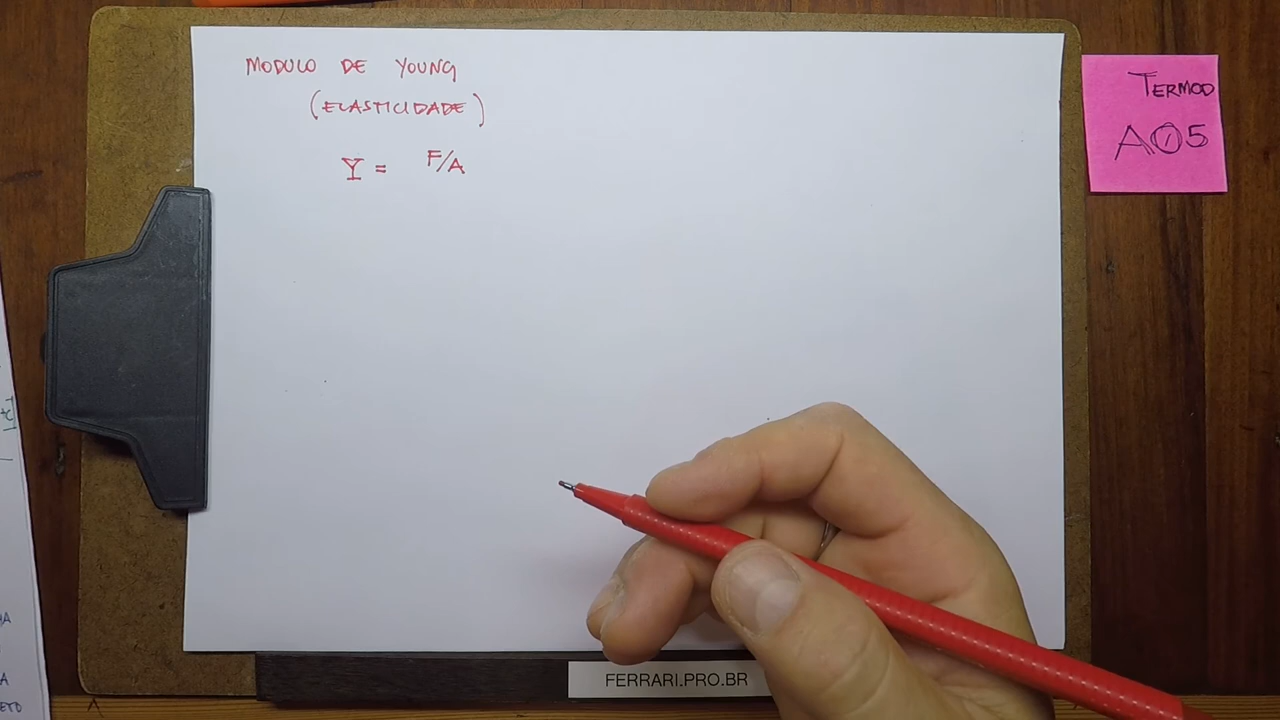 MODULO DE YOUNG
(ELASTICIDADE)
Y = F/A
TERMOD
A05
FERRARI.PRO.BR